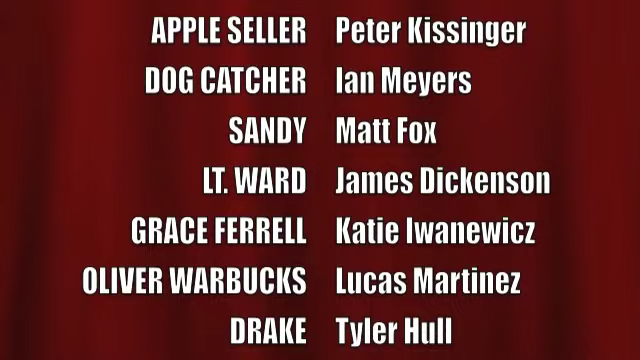 APPLE SELLER Peter Kissinger
DOG CATCHER Ian Meyers
SANDY Matt Fox
LT. WARD James Dickenson
GRACE FERRELL Katie Iwanewicz
OLIVER WARBUCKS Lucas Martinez
DRAKE Tyler Hull